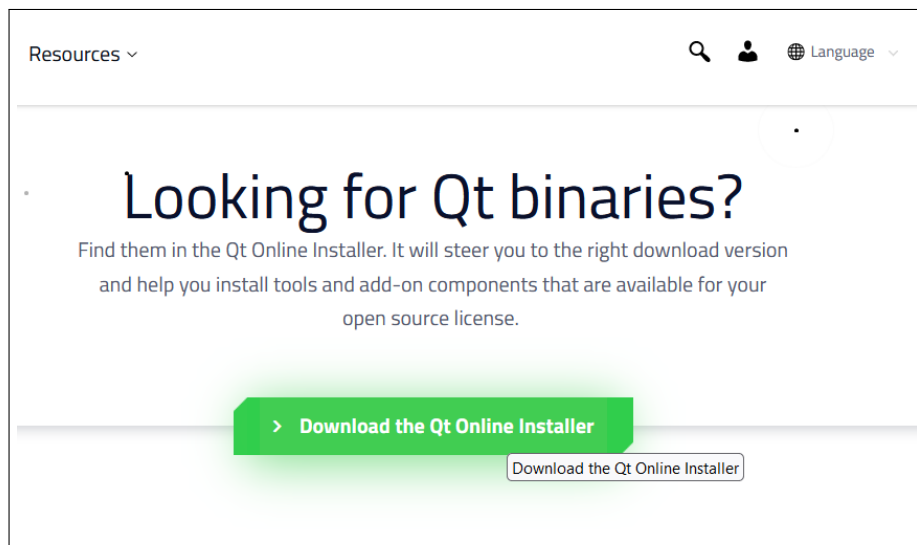 Resources
Language
Looking for Qt binaries?
Find them in the Qt Online Installer. It will steer you to the right download version
and help you install tools and add-on components that are available for your
open source license.
Download the Qt Online Installer
Download the Qt Online Installer